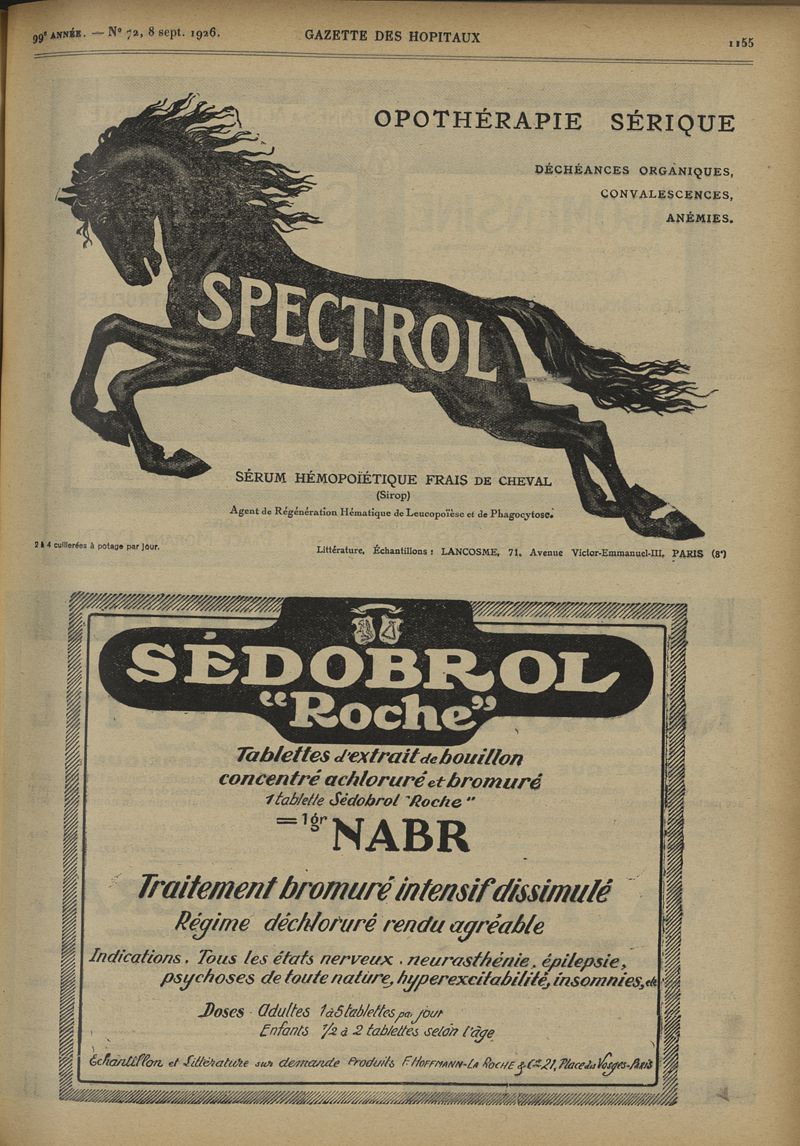 99e ANNÉE. — No 72, 8 sept. 1926. GAZETTE DES HOPITAUX 1155
OPOTHÉRAPIE SÉRIQUE
DÉCHÉANCES ORGANIQUES,
CONVALESCENCES,
ANÉMIES.
SPECTROL
SÉRUM HÉMOPOÏÉTIQUE FRAIS DE CHEVAL
(Sirop)
Agent de Régénération Hématique de Leucopoïèse et de Phagocytose.
2 à 4 cuillerées à potage par jour.
Littérature, Échantillons : LANCOSME, 71, Avenue Victor-Emmanuel-III, PARIS (8e)
SÉDOBROL
“Roche”
Tablettes d'extrait de bouillon
concentré achloruré et bromuré
1 tablette Sédobrol "Roche"
= 1gr NABR
Traitement bromuré intensif dissimulé
Régime déchloruré rendu agréable
Indications. Tous les états nerveux. neurasthénie, épilepsie,
psychoses de toute nature, hyperexcitabilité, insomnies, etc
Doses - Adultes 1 à 5 tablettes par jour
Enfants 1/2 à 2 tablettes selon l'âge
Echantillon et Littérature sur demande Produits F. HOFFMANN-LA ROCHE & Cie 21, Place des Vosges-Paris